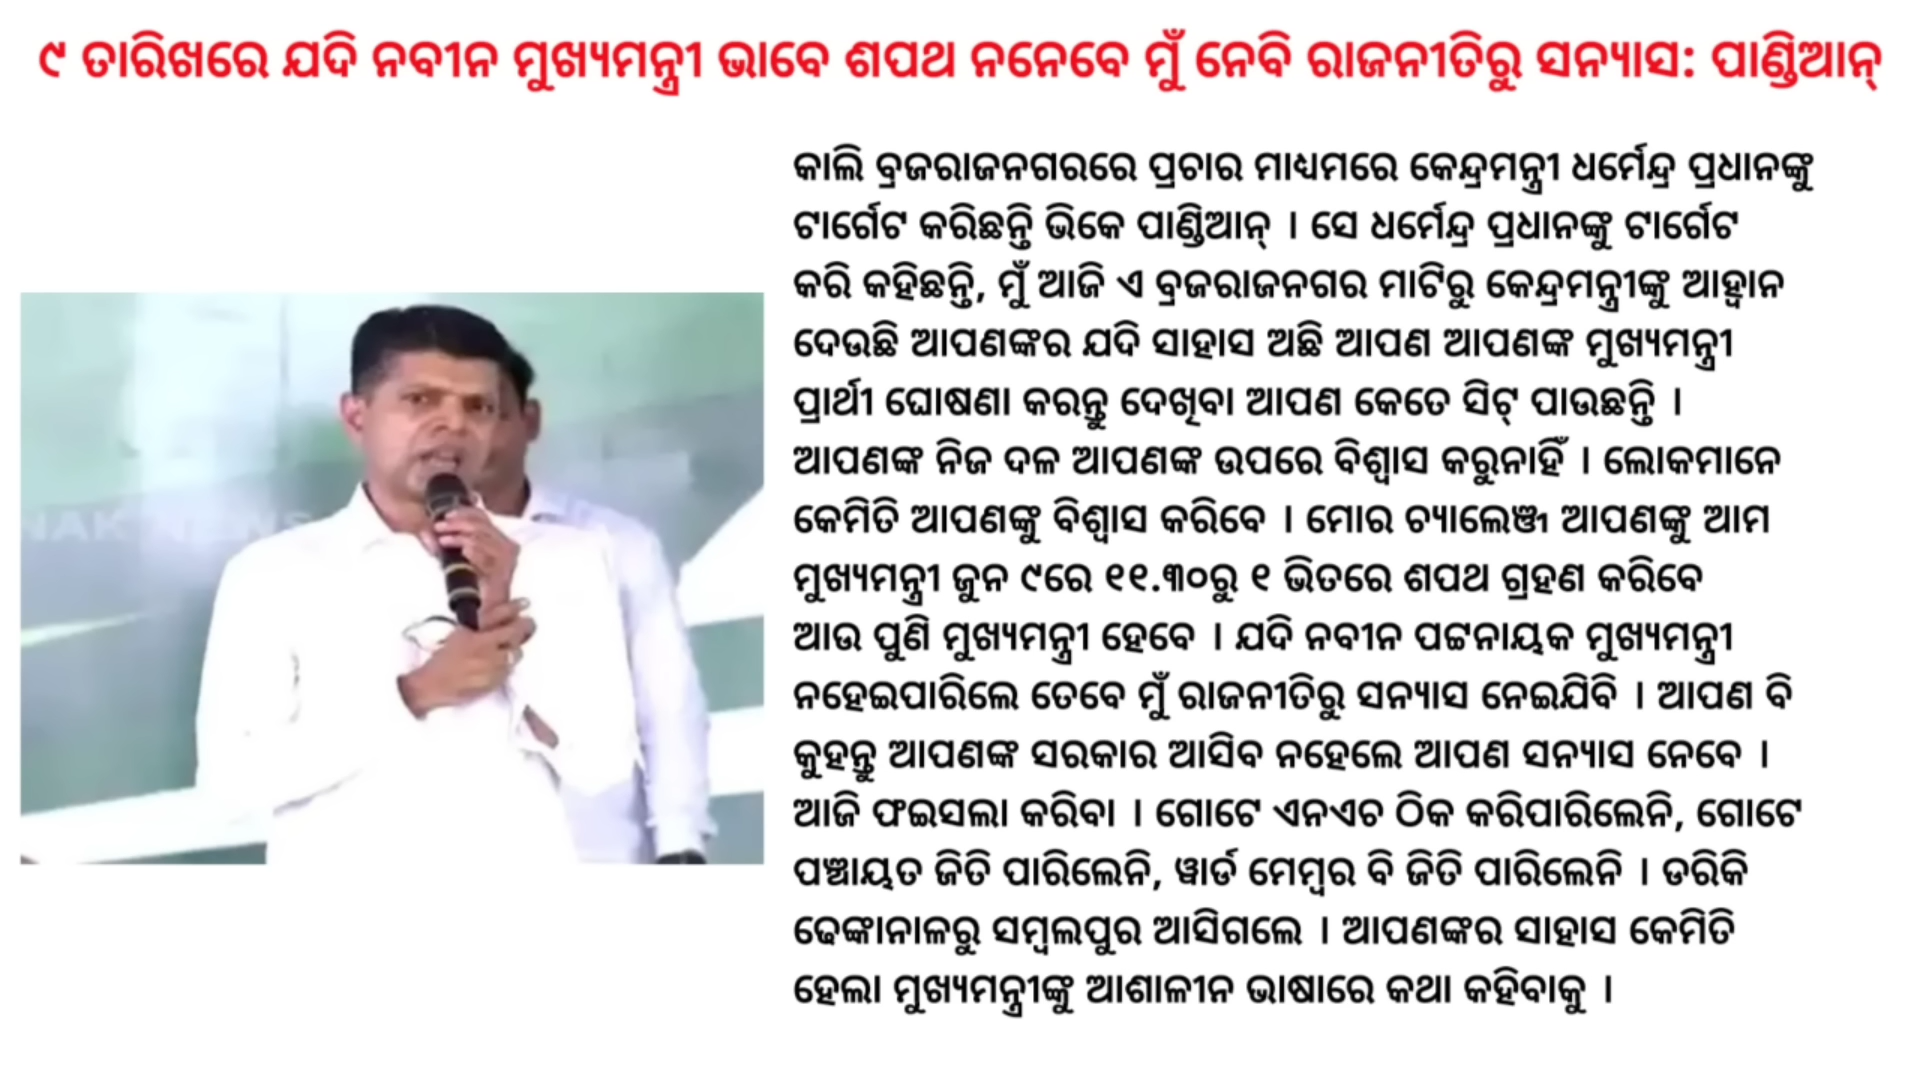 ୯ ତାରିଖରେ ଯଦି ନବୀନ ମୁଖ୍ୟମନ୍ତ୍ରୀ ଭାବେ ଶପଥ ନନେବେ ମୁଁ ନେବି ରାଜନୀତିରୁ ସନ୍ୟାସ: ପାଣ୍ଡିଆନ୍
କାଲି ବ୍ରଜରାଜନଗରରେ ପ୍ରଚାର ମାଧ୍ୟମରେ କେନ୍ଦ୍ରମନ୍ତ୍ରୀ ଧର୍ମେନ୍ଦ୍ର ପ୍ରଧାନଙ୍କୁ
ଟାର୍ଗେଟ କରିଛନ୍ତି ଭିକେ ପାଣ୍ଡିଆନ୍ । ସେ ଧର୍ମେନ୍ଦ୍ର ପ୍ରଧାନଙ୍କୁ ଟାର୍ଗେଟ
କରି କହିଛନ୍ତି, ମୁଁ ଆଜି ଏ ବ୍ରଜରାଜନଗର ମାଟିରୁ କେନ୍ଦ୍ରମନ୍ତ୍ରୀଙ୍କୁ ଆହ୍ୱାନ
ଦେଉଛି ଆପଣଙ୍କର ଯଦି ସାହାସ ଅଛି ଆପଣ ଆପଣଙ୍କ ମୁଖ୍ୟମନ୍ତ୍ରୀ
ପ୍ରାର୍ଥୀ ଘୋଷଣା କରନ୍ତୁ ଦେଖିବା ଆପଣ କେତେ ସିଟ୍ ପାଉଛନ୍ତି ।
ଆପଣଙ୍କ ନିଜ ଦଳ ଆପଣଙ୍କ ଉପରେ ବିଶ୍ୱାସ କରୁନାହିଁ । ଲୋକମାନେ
କେମିତି ଆପଣଙ୍କୁ ବିଶ୍ୱାସ କରିବେ । ମୋର ଚ୍ୟାଲେଞ୍ଜ ଆପଣଙ୍କୁ ଆମ
ମୁଖ୍ୟମନ୍ତ୍ରୀ ଜୁନ ୯ରେ ୧୧.୩୦ରୁ ୧ ଭିତରେ ଶପଥ ଗ୍ରହଣ କରିବେ
ଆଉ ପୁଣି ମୁଖ୍ୟମନ୍ତ୍ରୀ ହେବେ । ଯଦି ନବୀନ ପଟ୍ଟନାୟକ ମୁଖ୍ୟମନ୍ତ୍ରୀ
ନହେଇପାରିଲେ ତେବେ ମୁଁ ରାଜନୀତିରୁ ସନ୍ୟାସ ନେଇଯିବି । ଆପଣ ବି
କୁହନ୍ତୁ ଆପଣଙ୍କ ସରକାର ଆସିବ ନହେଲେ ଆପଣ ସନ୍ୟାସ ନେବେ ।
ଆଜି ଫଇସଲା କରିବା । ଗୋଟେ ଏନଏଚ ଠିକ କରିପାରିଲେନି, ଗୋଟେ
ପଞ୍ଚାୟତ ଜିତି ପାରିଲେନି, ୱାର୍ଡ ମେମ୍ବର ବି ଜିତି ପାରିଲେନି । ଡରିକି
ଢେଙ୍କାନାଳରୁ ସମ୍ବଲପୁର ଆସିଗଲେ । ଆପଣଙ୍କର ସାହାସ କେମିତି
ହେଲା ମୁଖ୍ୟମନ୍ତ୍ରୀଙ୍କୁ ଆଶାଳୀନ ଭାଷାରେ କଥା କହିବାକୁ ।
NAK NEWS